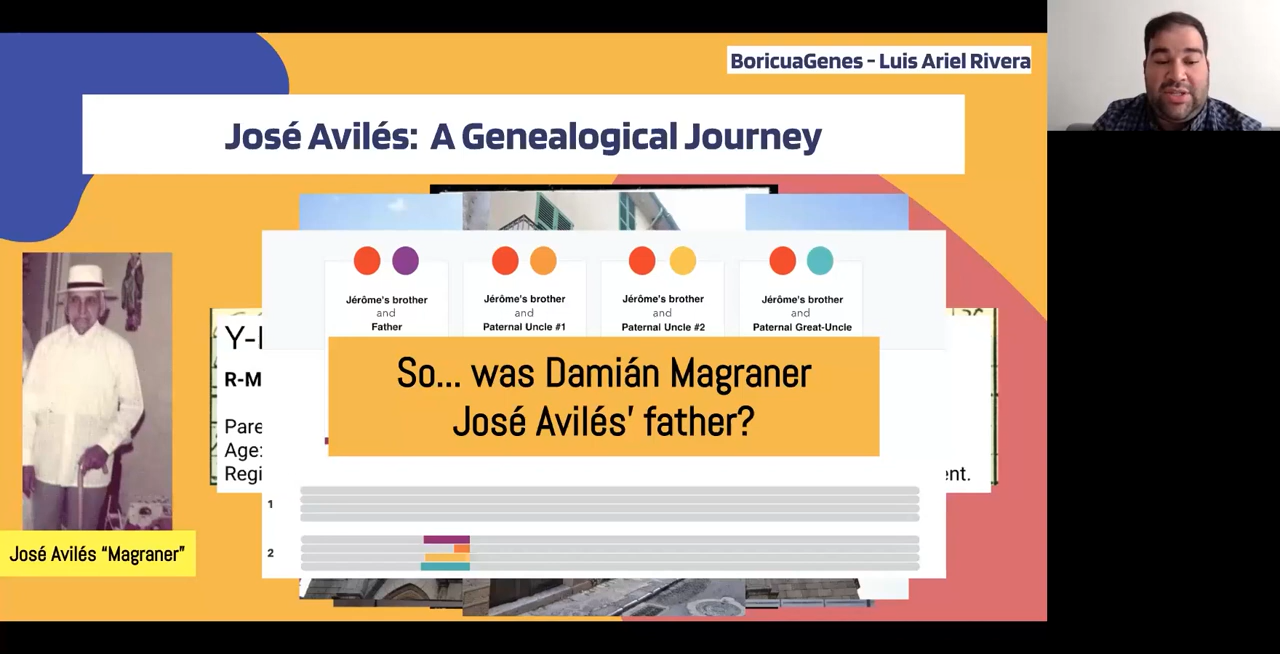 BoricuaGenes - Luis Ariel Rivera
José Avilés: A Genealogical Journey
Jérôme's brother
and
Father
Jérôme's brother
and
Paternal Uncle #1
Jérôme's brother
and
Paternal Uncle #2
Jérôme's brother
and
Paternal Great-Uncle
R-M
So... was Damián Magraner
José Avilés' father?
Age:
1
2
José Avilés “Magraner”